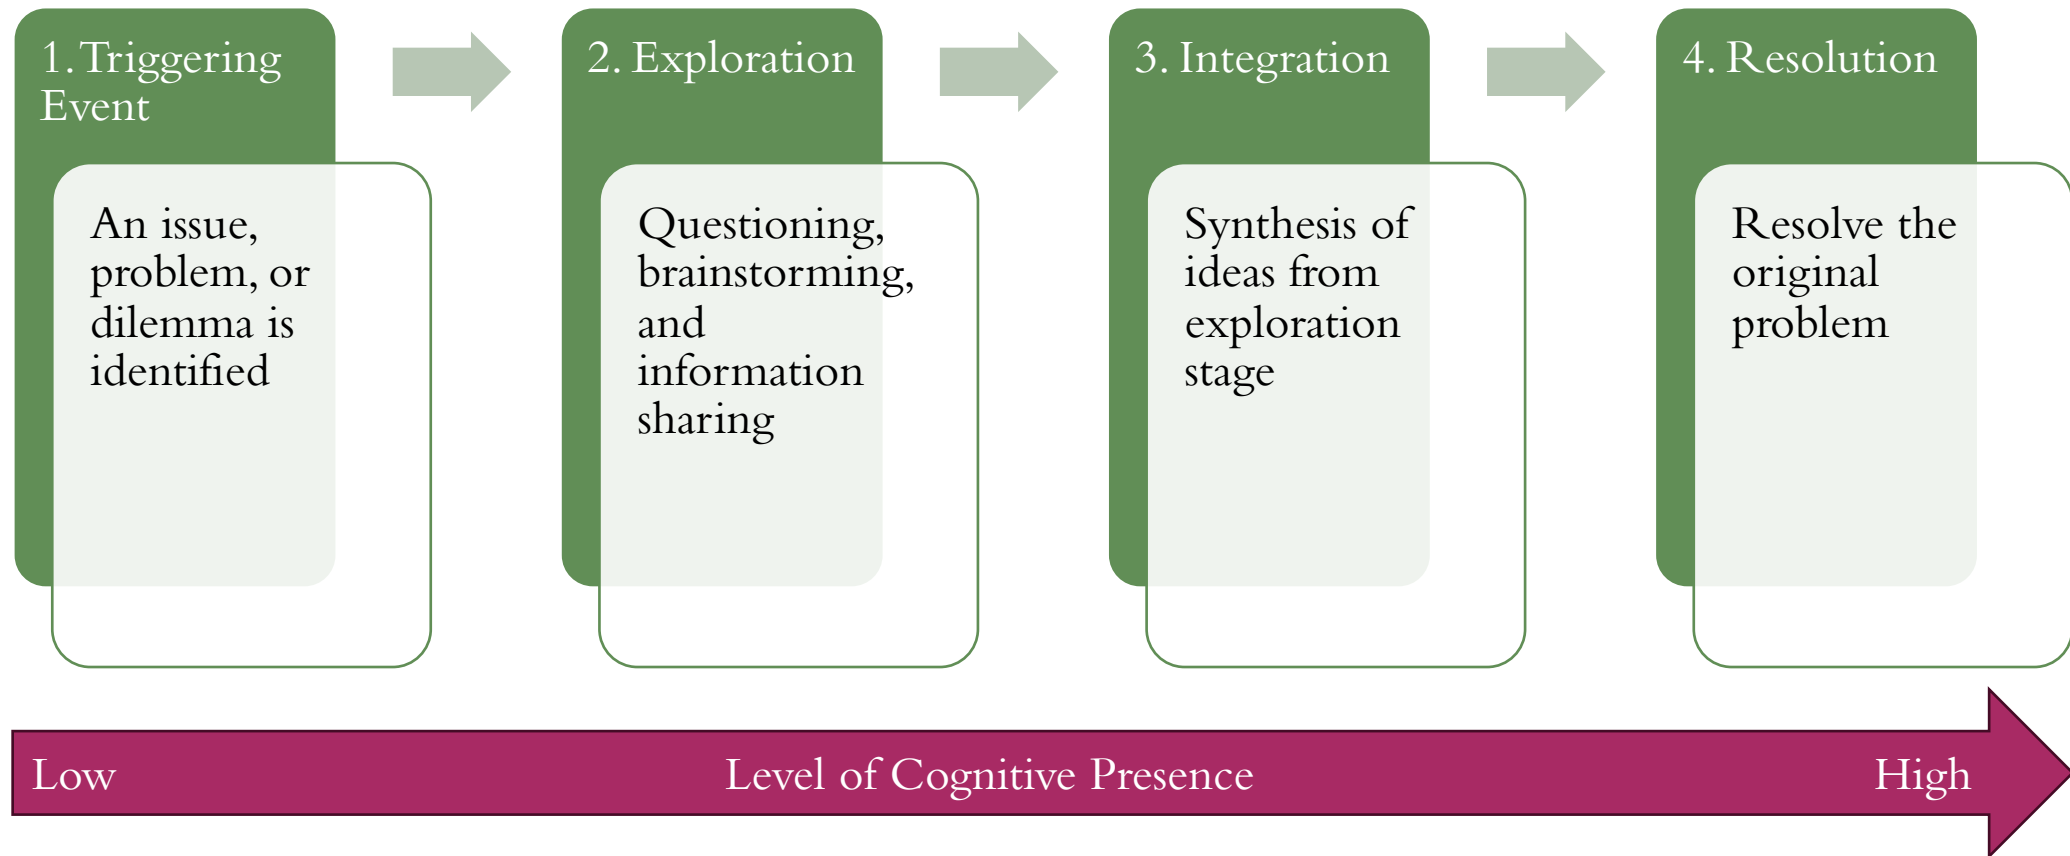 1. Triggering
Event
An issue,
problem, or
dilemma is
identified
2. Exploration
Questioning,
brainstorming,
and
information
sharing
3. Integration
Synthesis of
ideas from
exploration
stage
4. Resolution
Resolve the
original
problem
Low Level of Cognitive Presence High